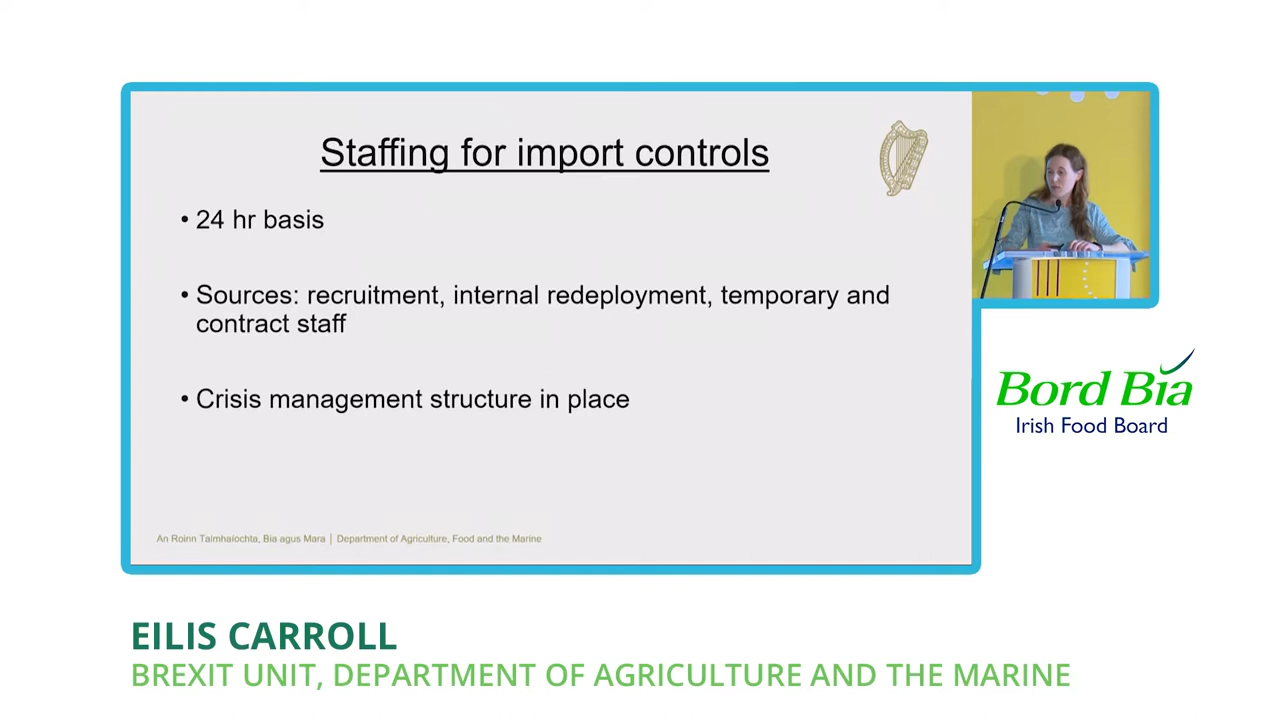 Staffing for import controls
• 24 hr basis
• Sources: recruitment, internal redeployment, temporary and
contract staff
• Crisis management structure in place
An Roinn Talmhaíochta, Bia agus Mara | Department of Agriculture, Food and the Marine
Bord Bia
Irish Food Board
EILIS CARROLL
BREXIT UNIT, DEPARTMENT OF AGRICULTURE AND THE MARINE